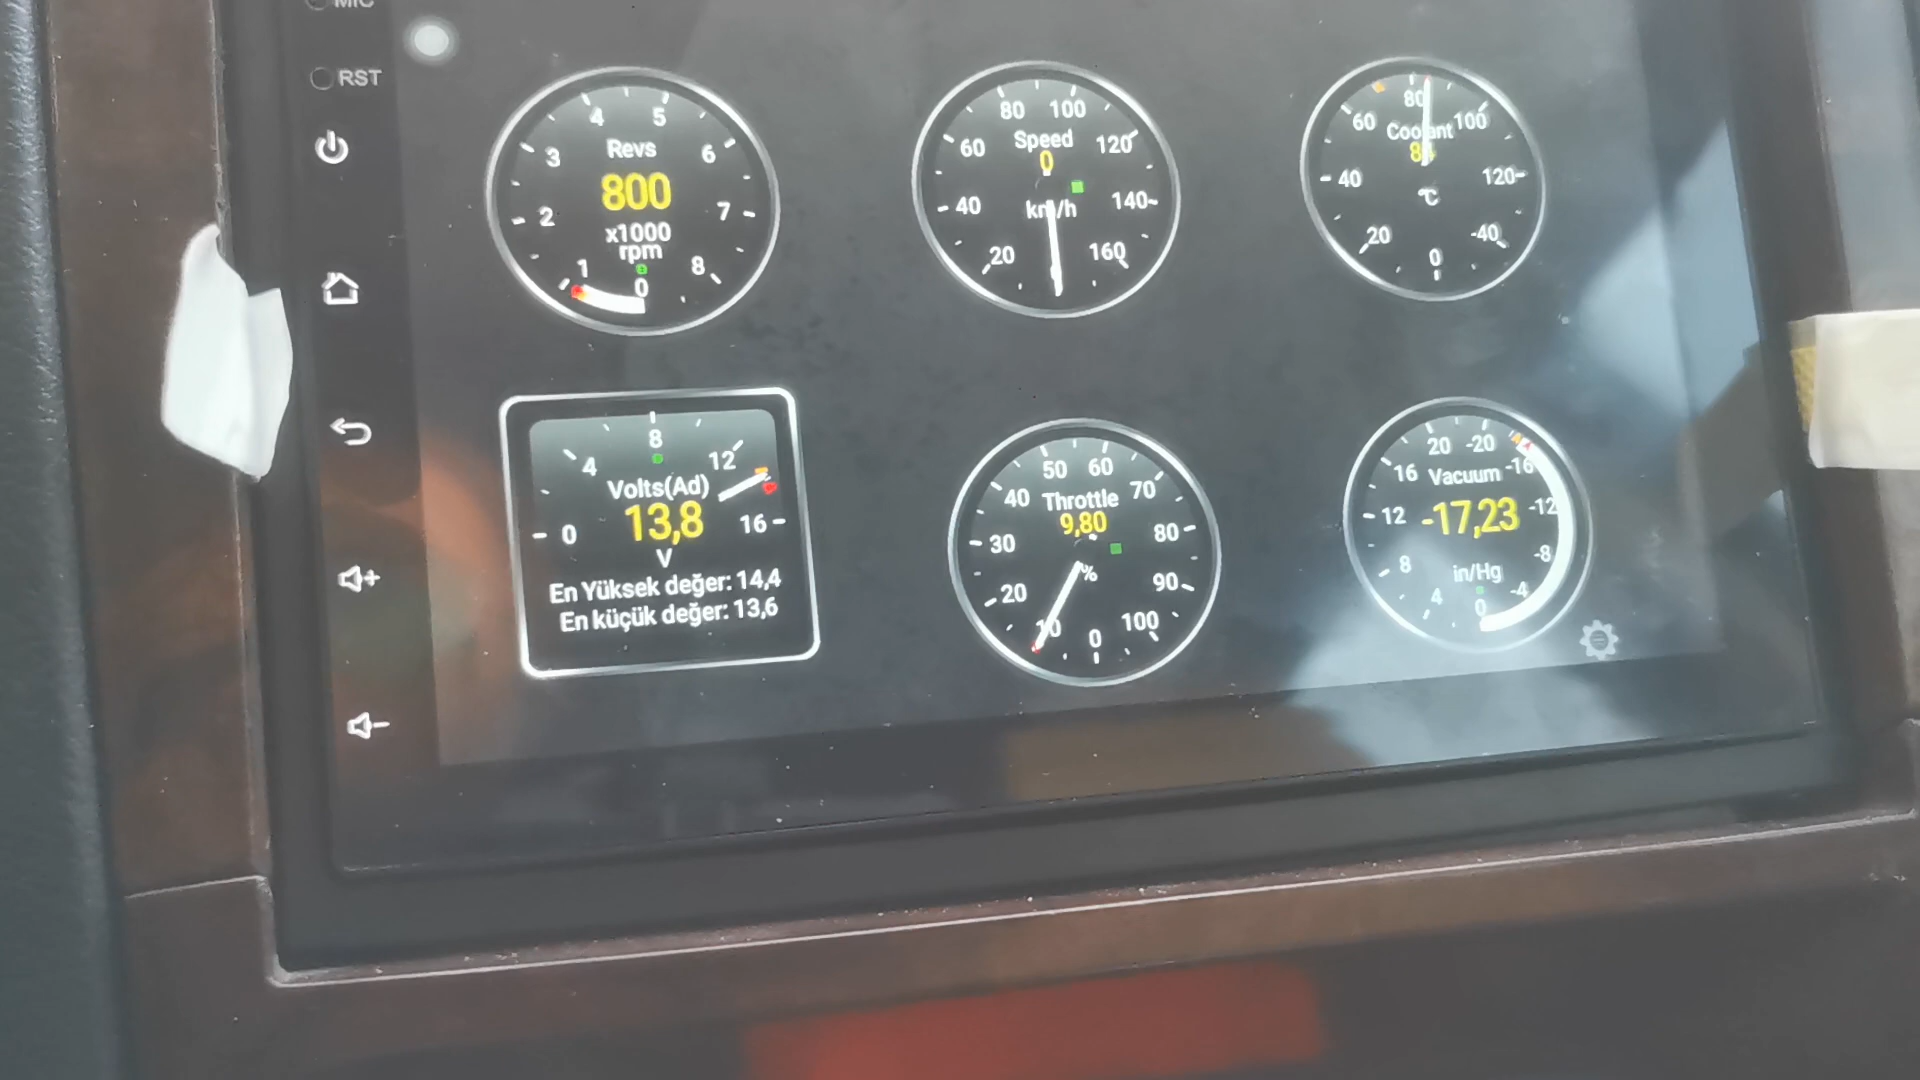 MIC
RST
4 5
3 Revs 6
800
2 7
x1000
rpm
1 8
0
80 100
60 Speed 120
0
40 km/h 140
20 160
80
60 Coolant 100
40 120
°C
20 -40
0
8
4 12
Volts(Ad)
13,8
0 16
V
En Yüksek değer: 14,4
En küçük değer: 13,6
50 60
40 Throttle 70
9,80
30 80
%
20 90
10 0 100
20 -20
16 Vacuum -16
12 -17,23 -12
8 in/Hg -8
4 -4
0